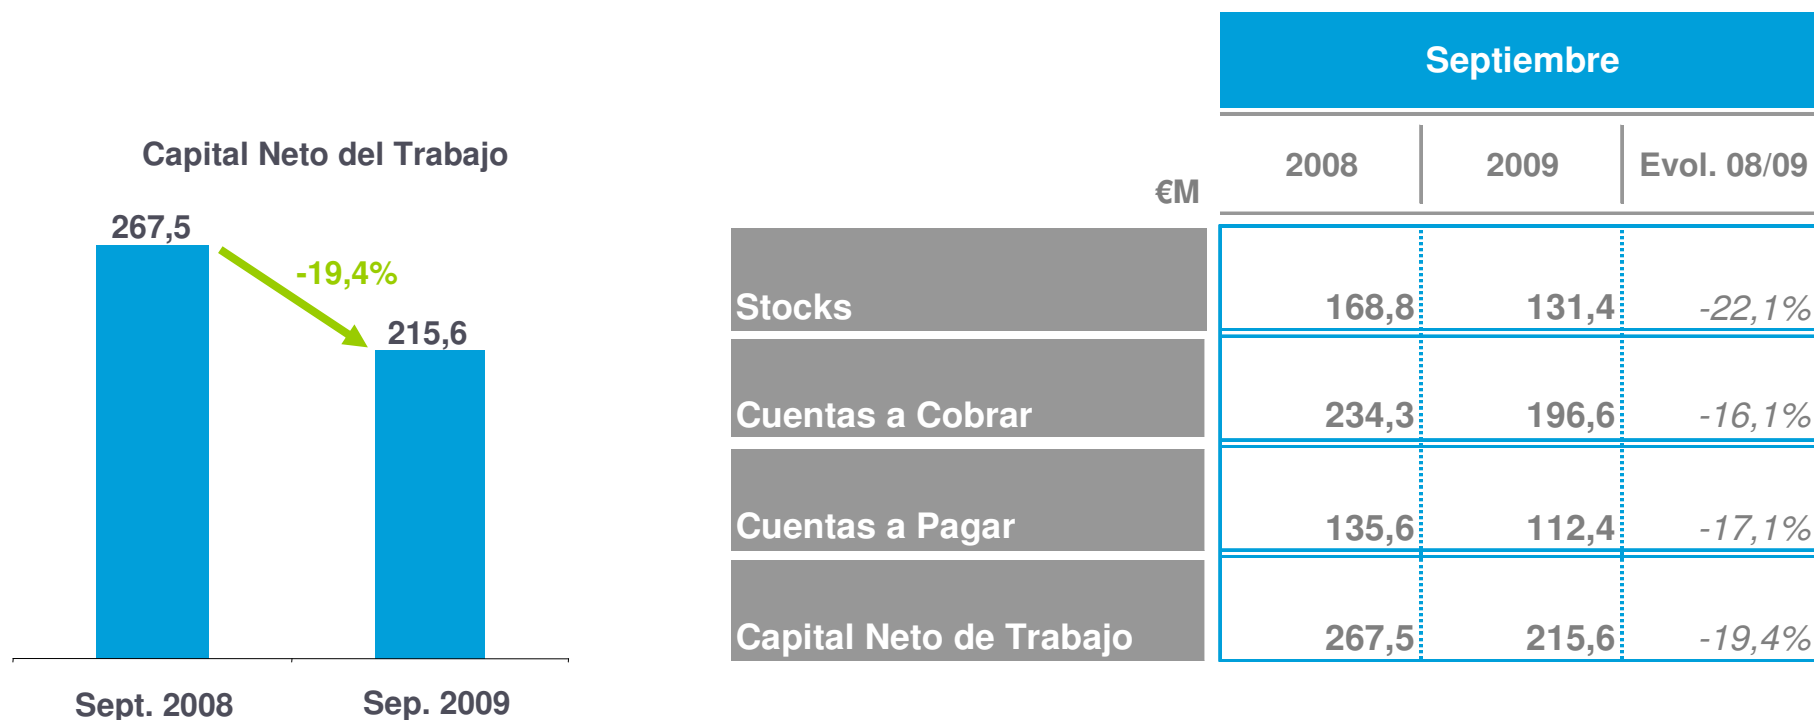 Capital Neto del Trabajo
267,5
-19,4%
215,6
Sept. 2008
Sep. 2009
Septiembre
€M
2008 2009 Evol. 08/09
Stocks 168,8 131,4 -22,1%
Cuentas a Cobrar 234,3 196,6 -16,1%
Cuentas a Pagar 135,6 112,4 -17,1%
Capital Neto de Trabajo 267,5 215,6 -19,4%